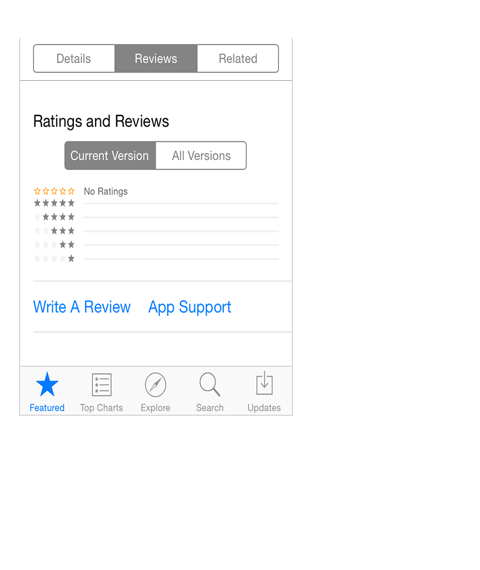 Details Reviews Related
Ratings and Reviews
Current Version All Versions
No Ratings
Write A Review App Support
Featured Top Charts Explore Search Updates